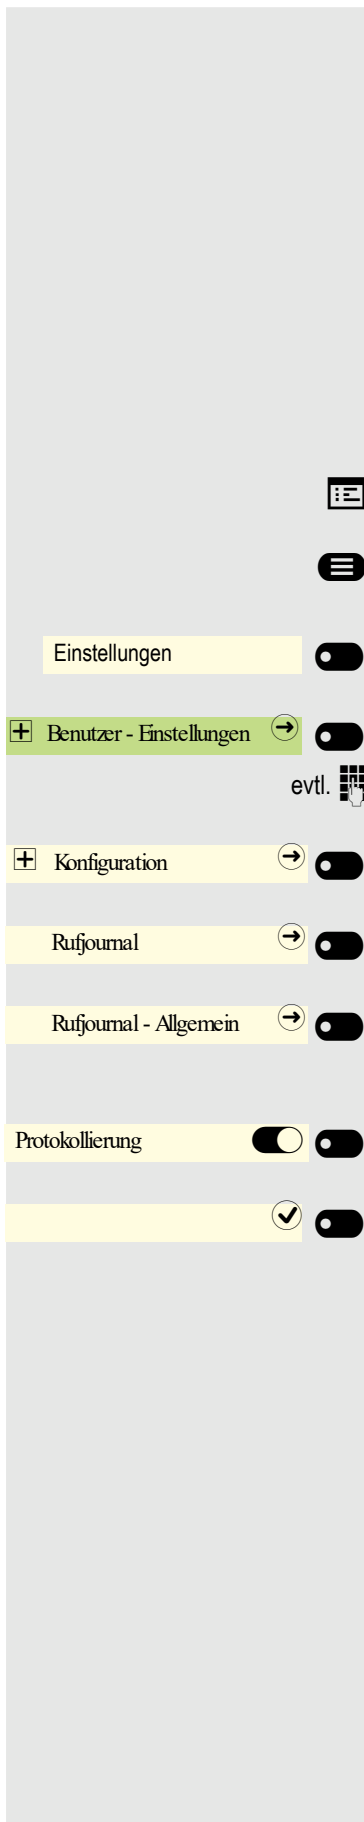 Einstellungen
Benutzer - Einstellungen
evtl.
Konfiguration
Rufjournal
Rufjournal - Allgemein
Protokollierung